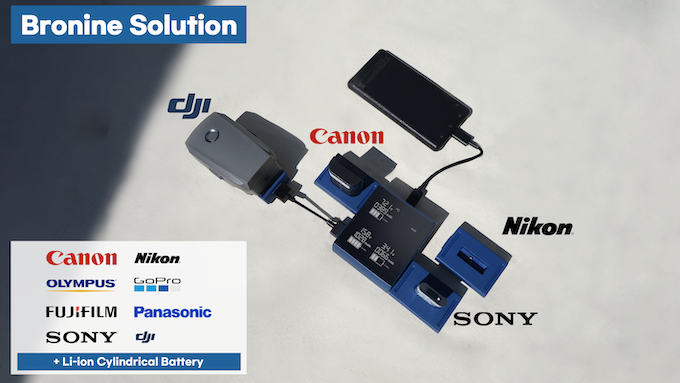 Bronine Solution
dji
Canon
Nikon
SONY
Canon Nikon
OLYMPUS GoPro
FUJIFILM Panasonic
SONY dji
+ Li-ion Cylindrical Battery